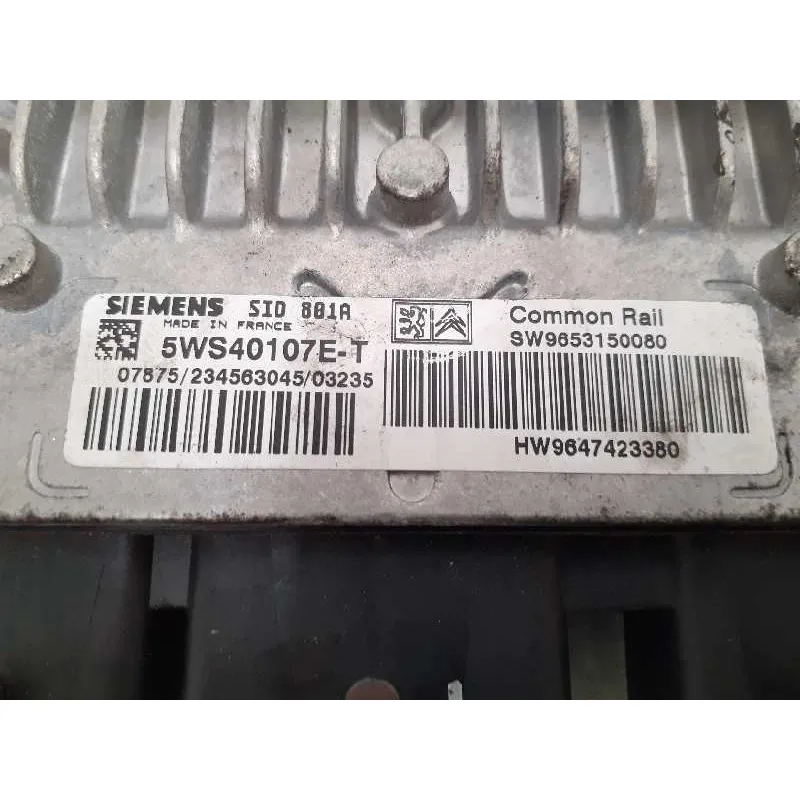 SIEMENS SID 801A
MADE IN FRANCE
5WS40107E-T
07875/234563045/03235
Common Rail
SW9653150080
HW9647423380